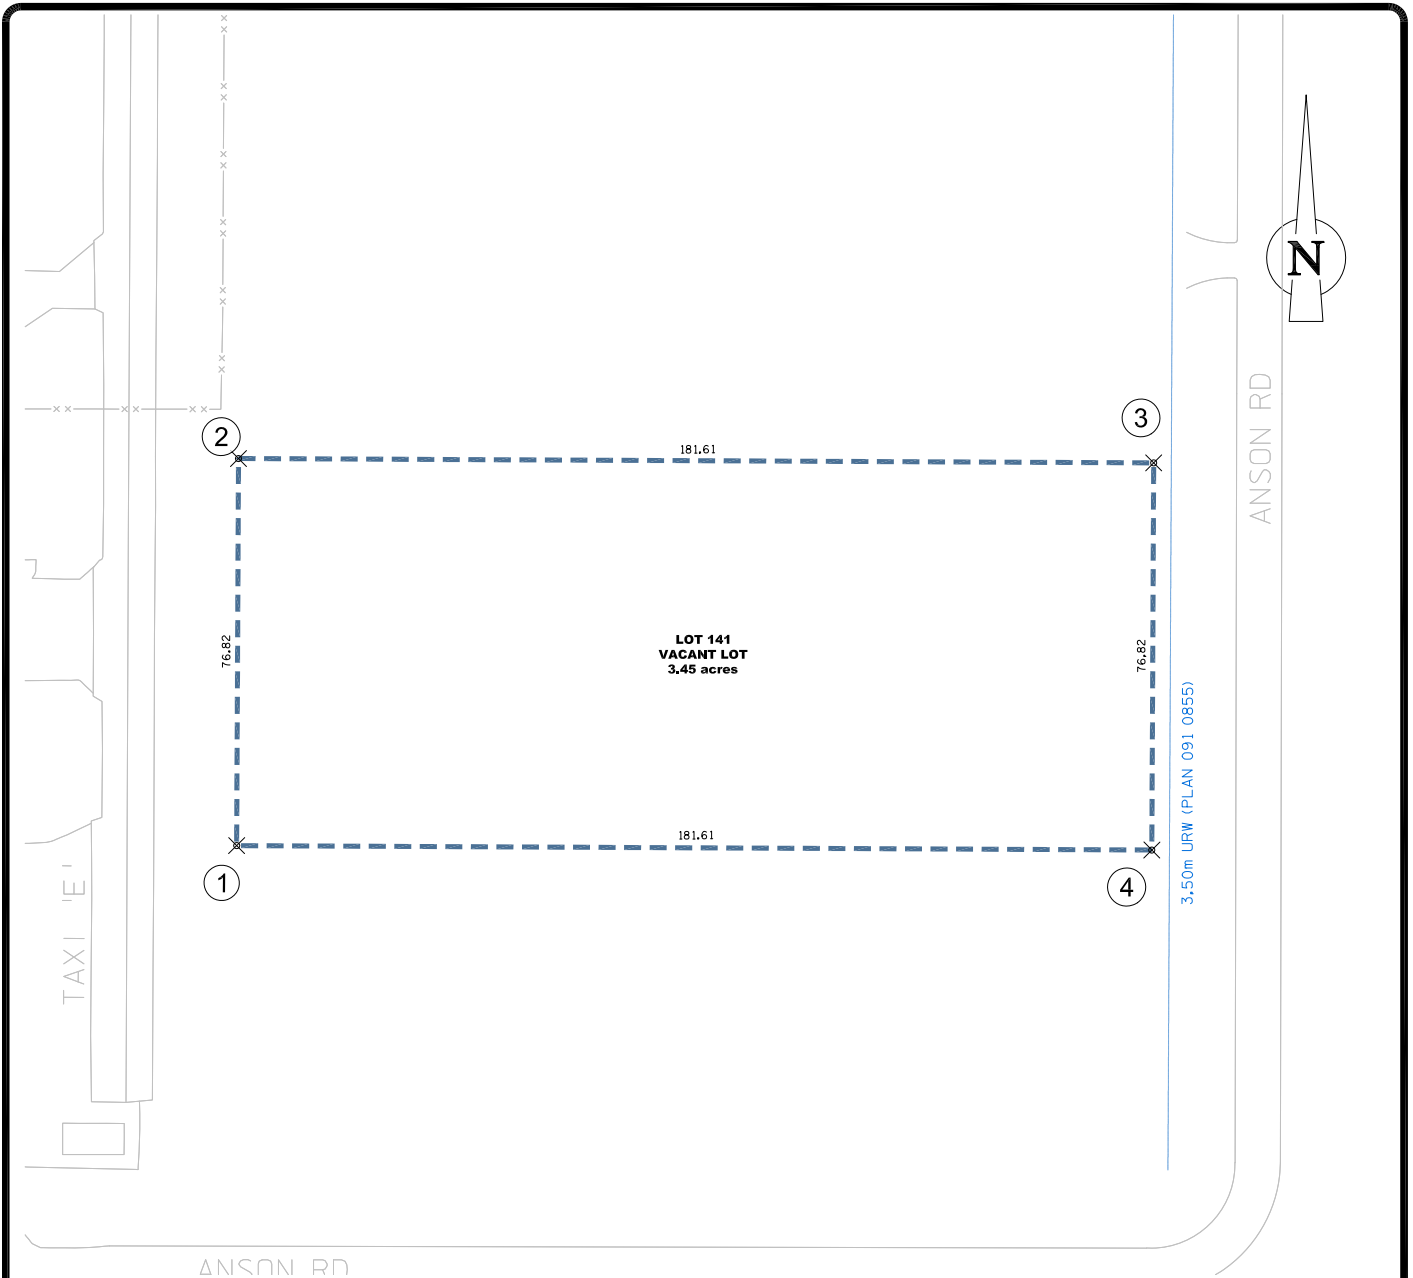 N
ANSON RD
2
3
181.61
76.82
LOT 141
VACANT LOT
3.45 acres
76.82
3.50m URW (PLAN 091 0855)
181.61
1
4
TAXI 'E'
ANSON RD